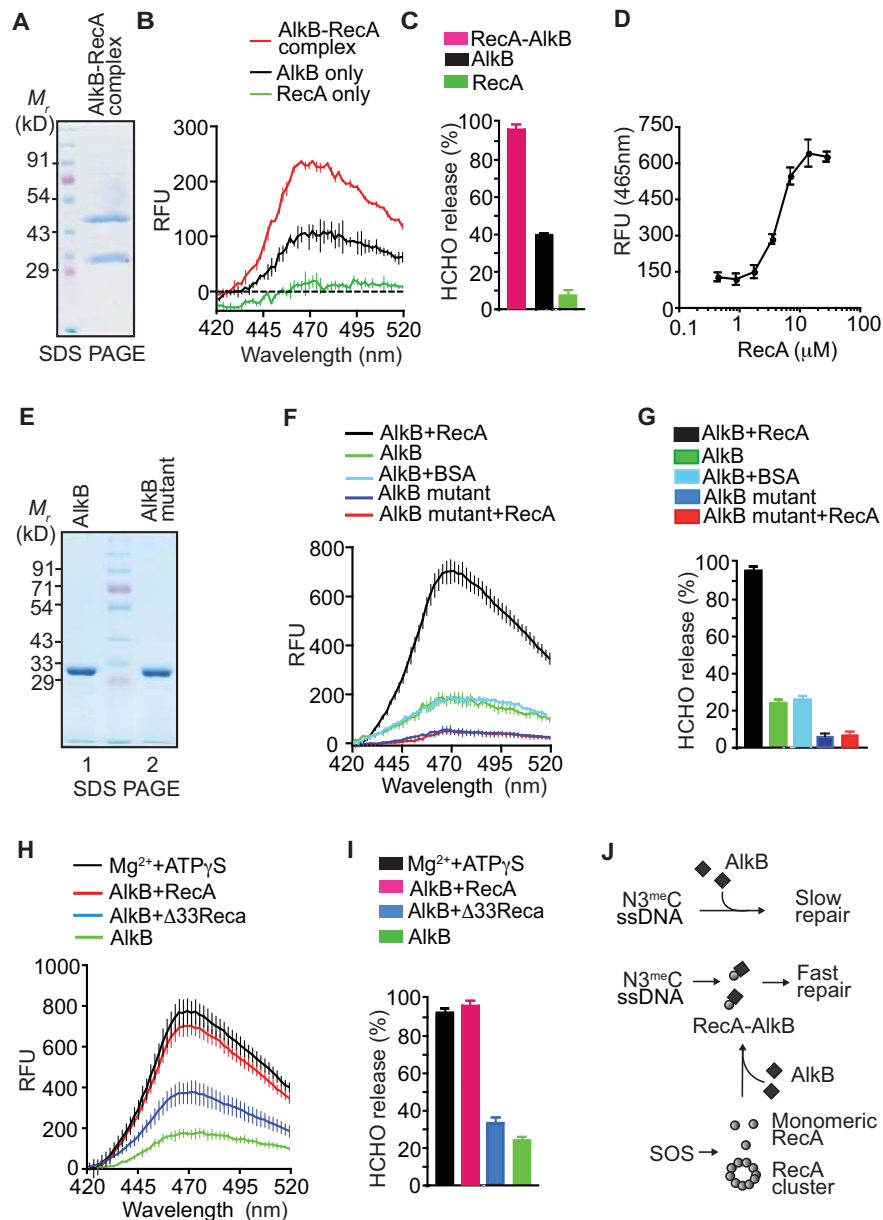 A
AlkB-RecA
complex
Mr
(kD)
91
54
43
29
SDS PAGE
B
AlkB-RecA
complex
AlkB only
RecA only
300
200
100
0
RFU
420 445 470 495 520
Wavelength (nm)
C
RecA-AlkB
AlkB
RecA
100
80
60
40
20
0
HCHO release (%)
D
750
600
450
300
150
0
RFU (465nm)
0.1 1 10 100
RecA (μM)
E
AlkB
AlkB
mutant
Mr
(kD)
91
71
54
43
33
29
1 2
SDS PAGE
F
AlkB+RecA
AlkB
AlkB+BSA
AlkB mutant
AlkB mutant+RecA
800
600
400
200
0
RFU
420 445 470 495 520
Wavelength (nm)
G
AlkB+RecA
AlkB
AlkB+BSA
AlkB mutant
AlkB mutant+RecA
100
80
60
40
20
0
HCHO release (%)
H
Mg²⁺+ATPγS
AlkB+RecA
AlkB+Δ33Reca
AlkB
1000
800
600
400
200
0
RFU
420 445 470 495 520
Wavelength (nm)
I
Mg²⁺+ATPγS
AlkB+RecA
AlkB+Δ33Reca
AlkB
100
80
60
40
20
0
HCHO release (%)
J
AlkB
N3ᵐᵉC
ssDNA
Slow
repair
N3ᵐᵉC
ssDNA
Fast
repair
RecA-AlkB
AlkB
Monomeric
RecA
SOS
RecA
cluster